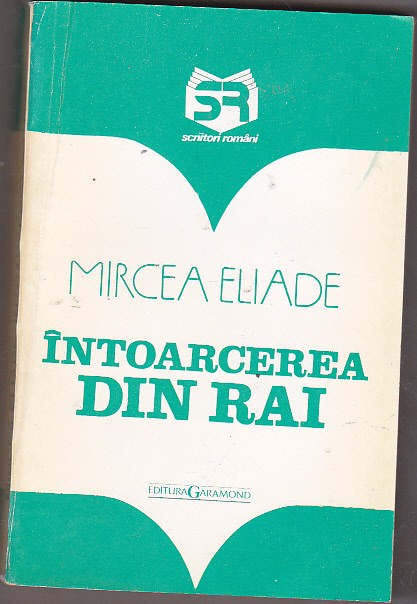 SR
scriitori români
MIRCEA ELIADE
ÎNTOARCEREA
DIN RAI
EDITURA GARAMOND